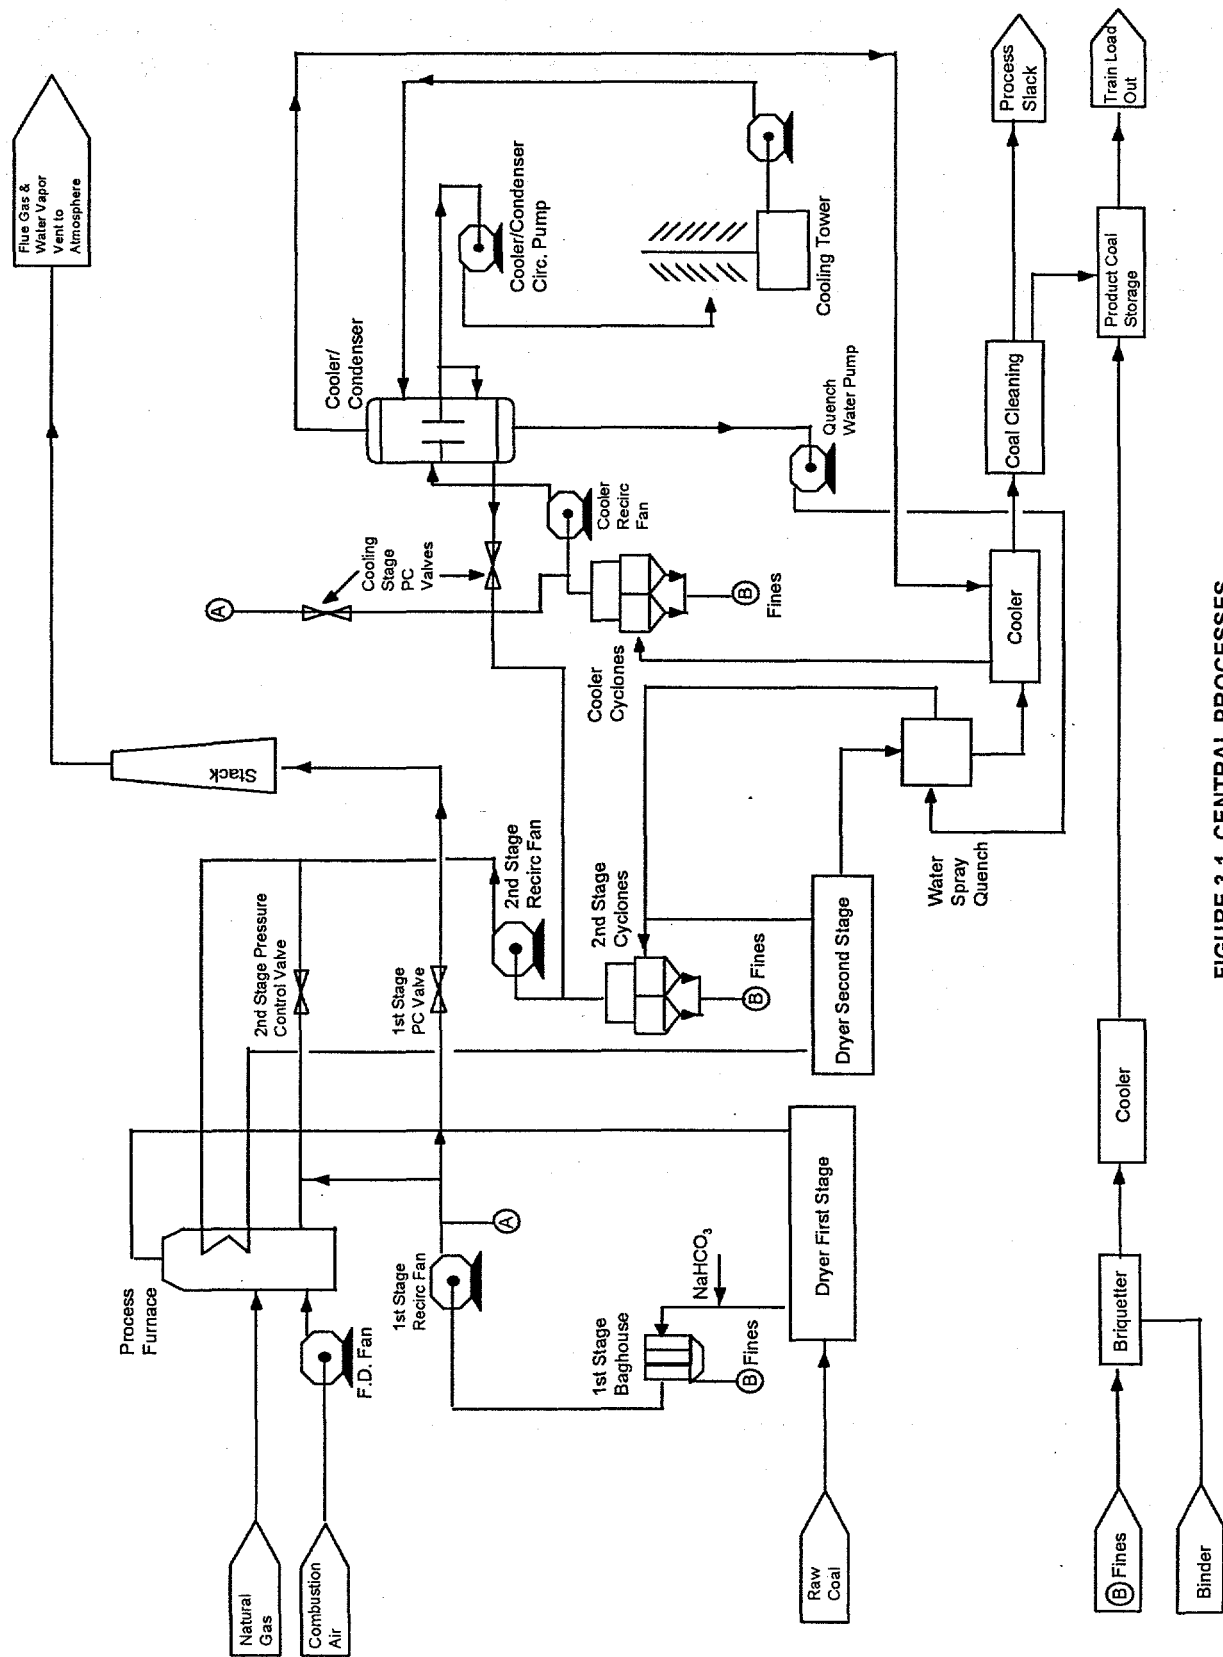 Flue Gas &
Water Vapor
Vent to
Atmosphere
Process
Slack
Train Load
Out
Cooler/Condenser
Circ. Pump
Cooling Tower
Cooler/
Condenser
Quench
Water Pump
Coal Cleaning
Product Coal
Storage
Cooling
Stage
PC
Valves
Cooler
Recirc
Fan
A
B
Fines
Cooler
Cyclones
Cooler
Stack
2nd Stage
Recirc Fan
2nd Stage
Cyclones
B Fines
Water
Spray
Quench
Dryer Second Stage
2nd Stage Pressure
Control Valve
1st Stage
PC Valve
Process
Furnace
F.D. Fan
1st Stage
Recirc Fan
A
NaHCO3
1st Stage
Baghouse
B Fines
Dryer First Stage
Cooler
Briquetter
Natural
Gas
Combustion
Air
Raw
Coal
B Fines
Binder
FIGURE 3.1 CENTRAL PROCESSES